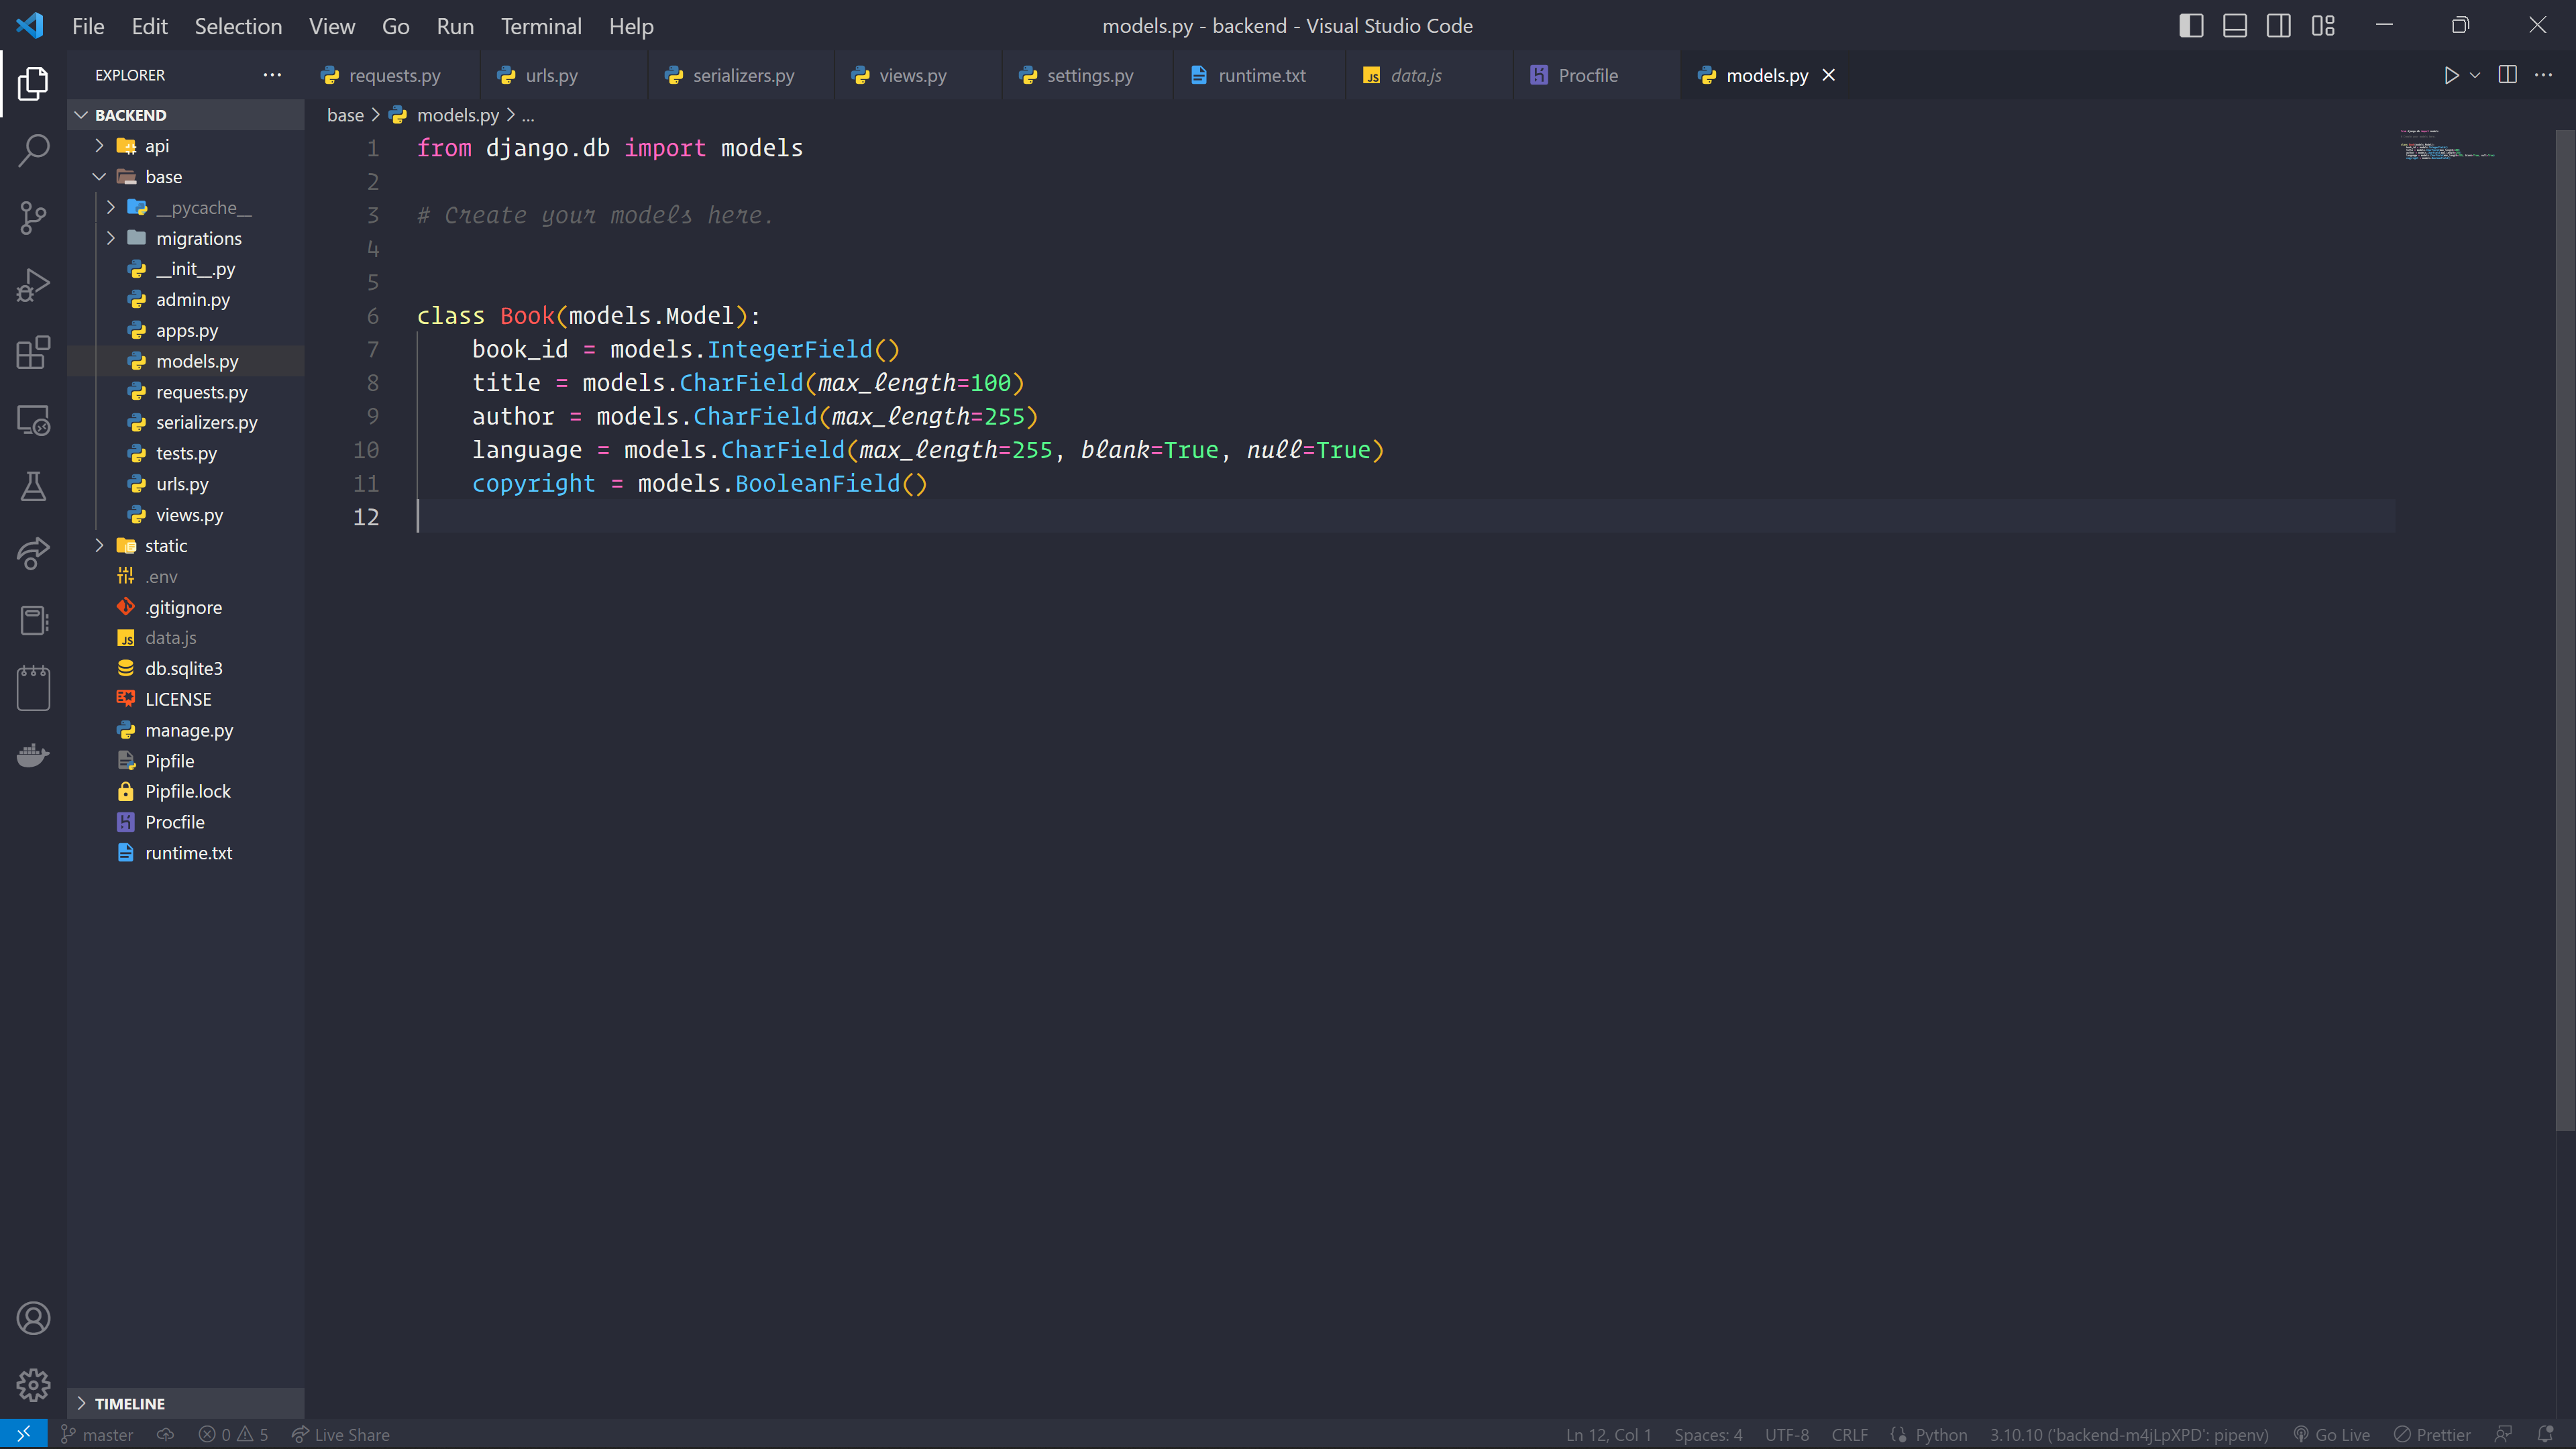 File Edit Selection View Go Run Terminal Help
models.py - backend - Visual Studio Code
EXPLORER
requests.py
urls.py
serializers.py
views.py
settings.py
runtime.txt
data.js
Procfile
models.py
BACKEND
api
base
__pycache__
migrations
__init__.py
admin.py
apps.py
models.py
requests.py
serializers.py
tests.py
urls.py
views.py
static
.env
.gitignore
data.js
db.sqlite3
LICENSE
manage.py
Pipfile
Pipfile.lock
Procfile
runtime.txt
TIMELINE
base > models.py > ...
1 from django.db import models
2
3 # Create your models here.
4
5
6 class Book(models.Model):
7 book_id = models.IntegerField()
8 title = models.CharField(max_length=100)
9 author = models.CharField(max_length=255)
10 language = models.CharField(max_length=255, blank=True, null=True)
11 copyright = models.BooleanField()
12
master 0 5 Live Share
Ln 12, Col 1 Spaces: 4 UTF-8 CRLF Python 3.10.10 ('backend-m4jLpXPD': pipenv) Go Live Prettier